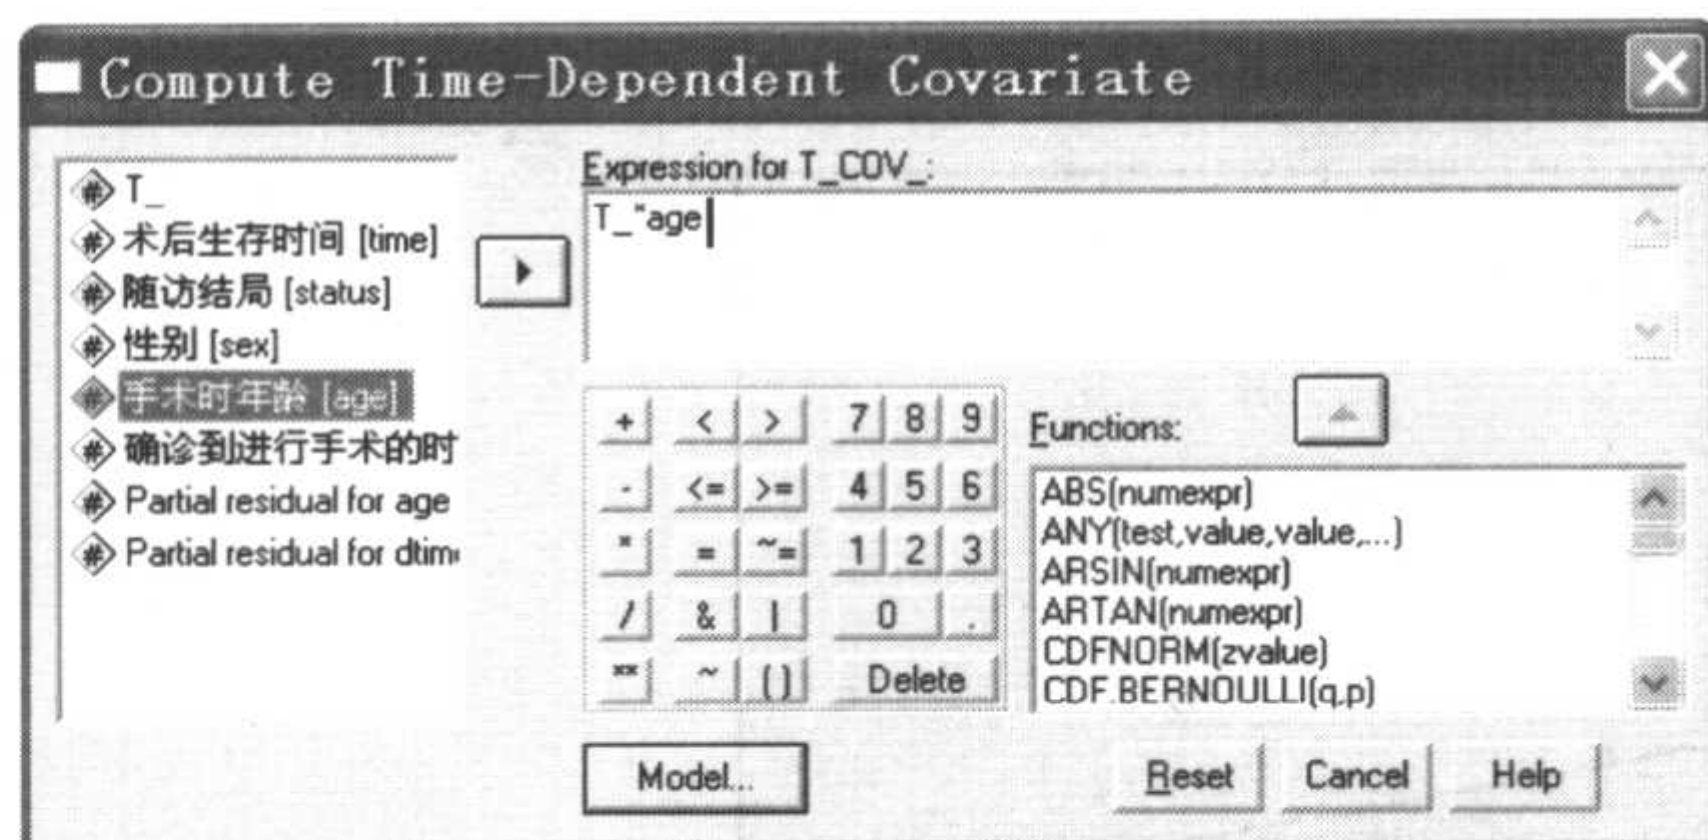 Compute Time-Dependent Covariate
T_
术后生存时间 [time]
随访结局 [status]
性别 [sex]
手术时年龄 [age]
确诊到进行手术的时
Partial residual for age
Partial residual for dtim
Expression for T_COV_:
T_*age
+ < > 7 8 9
- <= >= 4 5 6
* = ~= 1 2 3
/ & | 0 .
** ~ () Delete
Functions:
ABS(numexpr)
ANY(test,value,value,...)
ARSIN(numexpr)
ARTAN(numexpr)
CDFNORM(zvalue)
CDF.BERNOULLI(q,p)
Model...
Reset
Cancel
Help